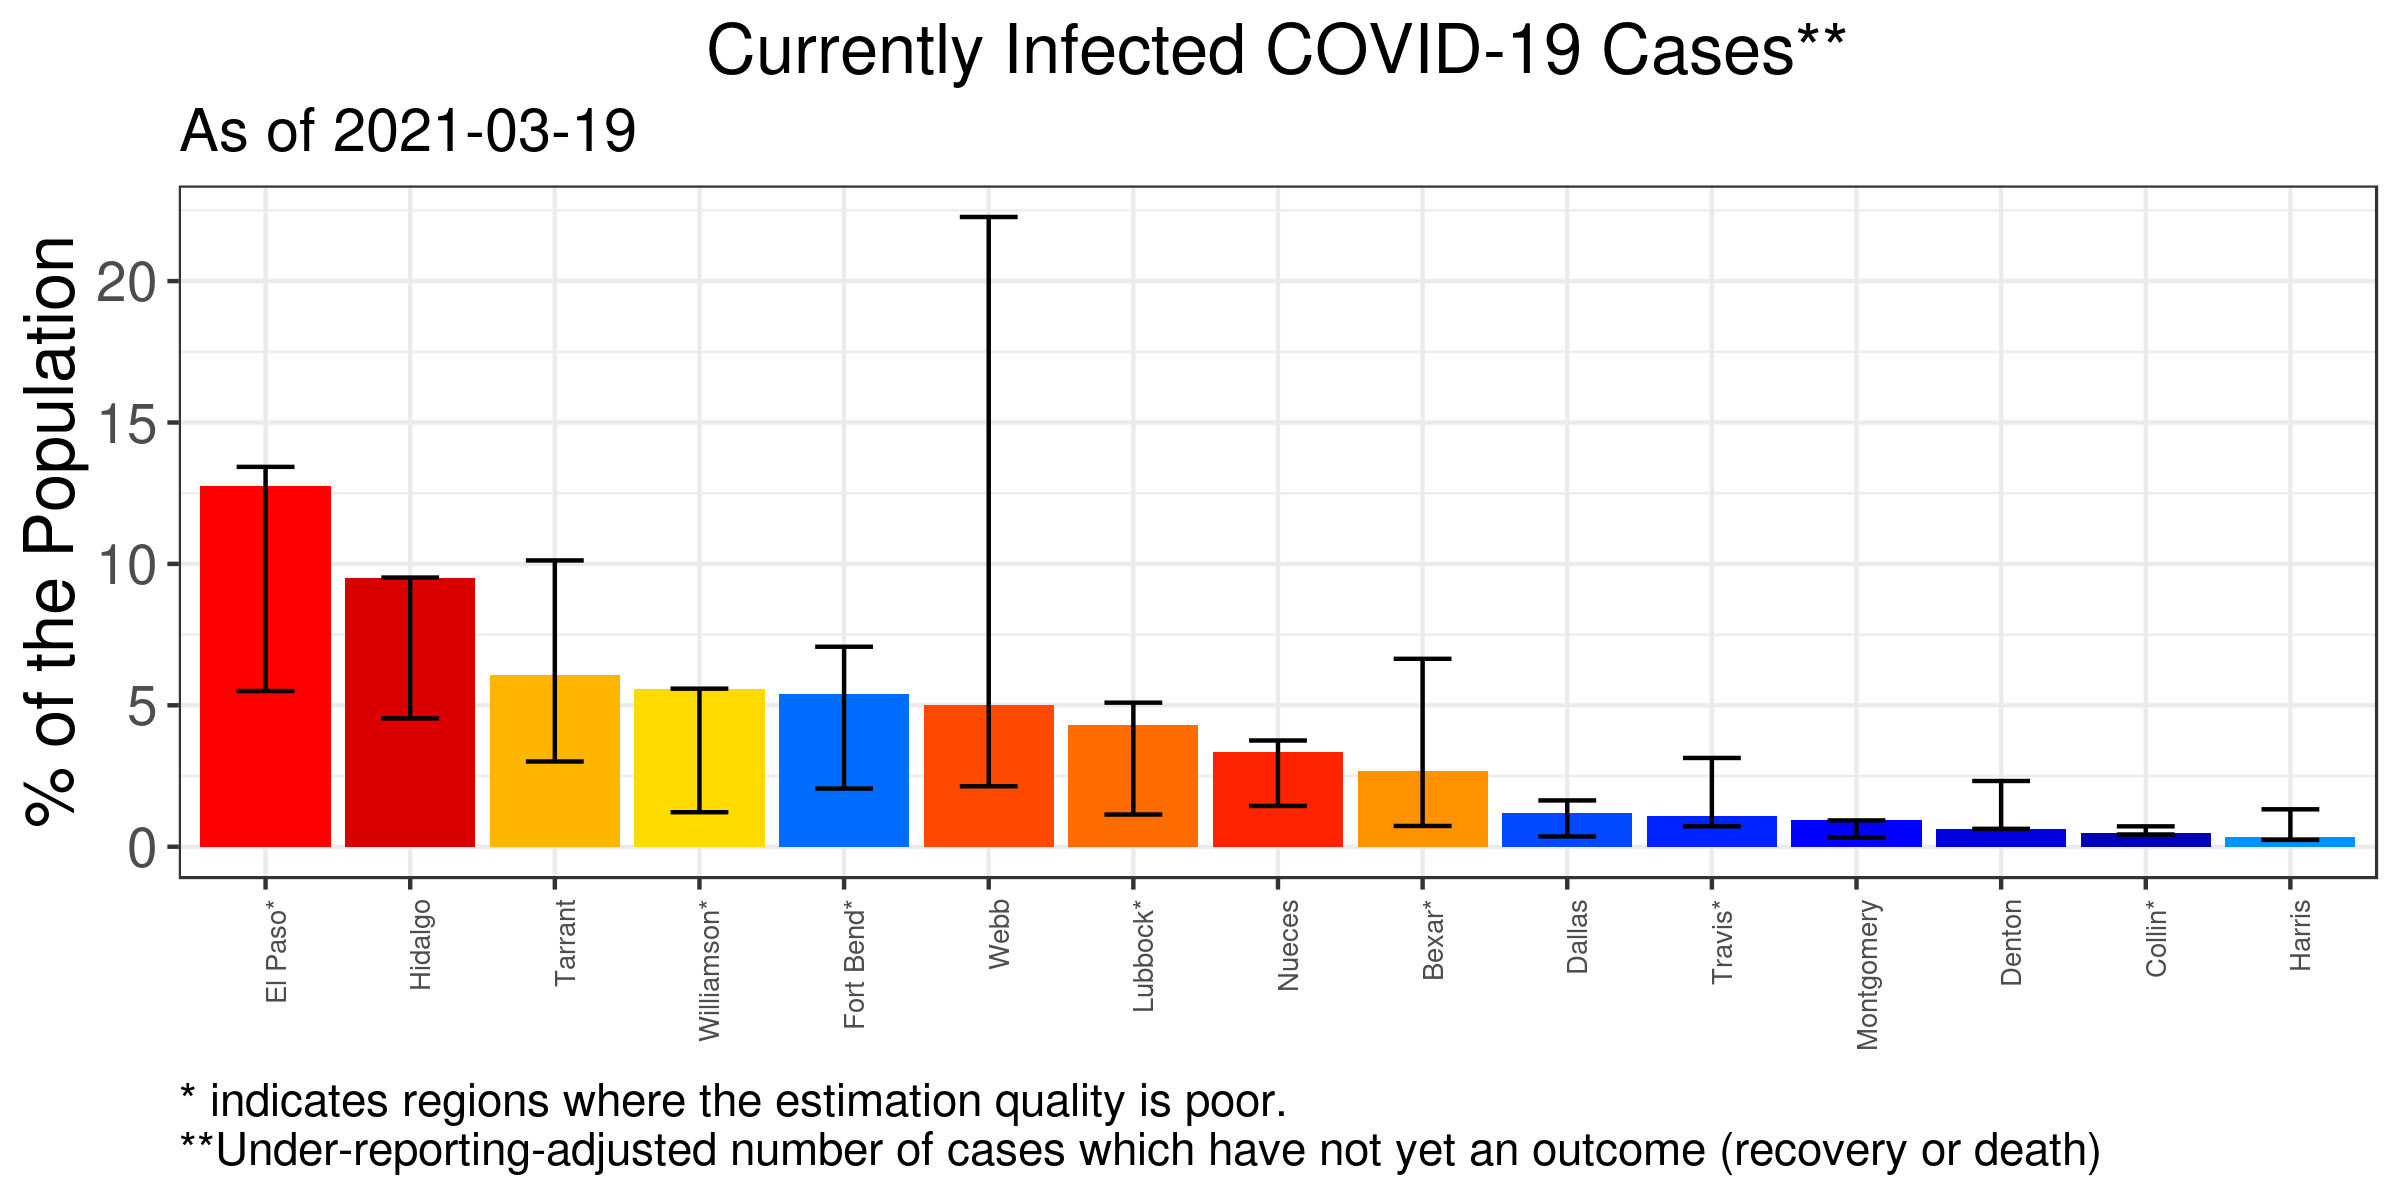 Currently Infected COVID-19 Cases**
As of 2021-03-19
% of the Population
20
15
10
5
0
El Paso*
Hidalgo
Tarrant
Williamson*
Fort Bend*
Webb
Lubbock*
Nueces
Bexar*
Dallas
Travis*
Montgomery
Denton
Collin*
Harris
* indicates regions where the estimation quality is poor.
**Under-reporting-adjusted number of cases which have not yet an outcome (recovery or death)